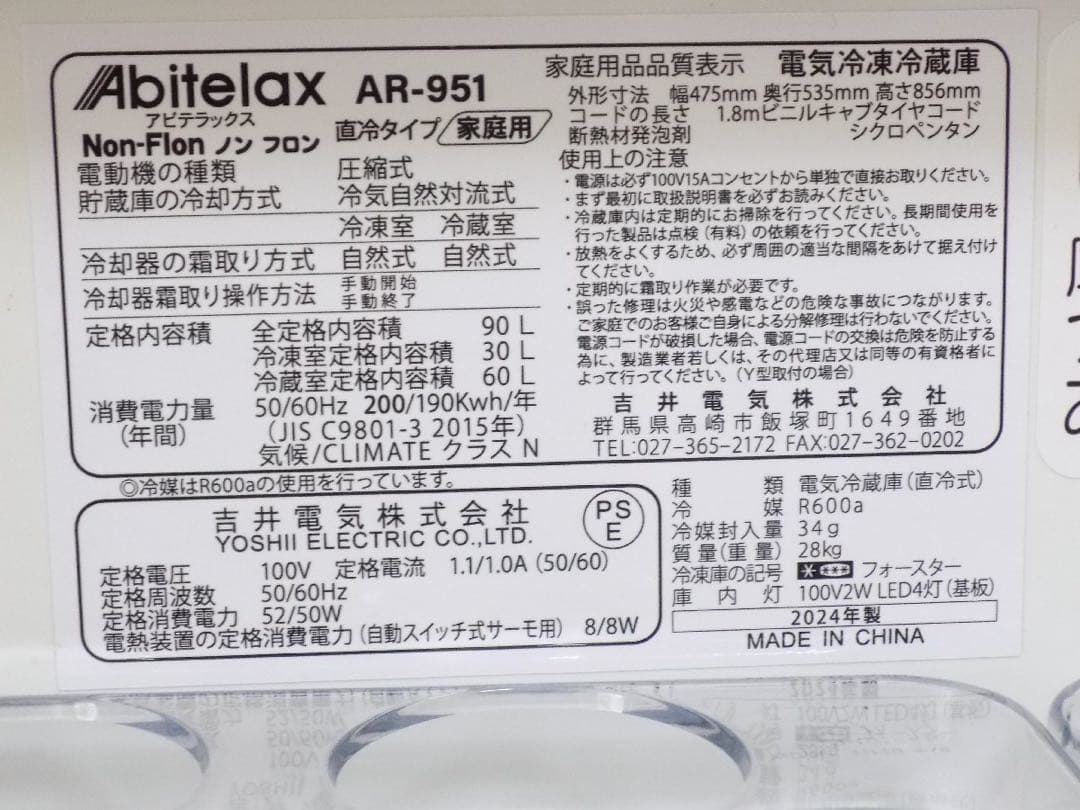 Abitelax AR-951
アビテラックス
Non-Flon ノン フロン 直冷タイプ 家庭用
電動機の種類 圧縮式
貯蔵庫の冷却方式 冷気自然対流式
冷凍室 冷蔵室
冷却器の霜取り方式 自然式 自然式
冷却器霜取り操作方法 手動開始
手動終了
定格内容積 全定格内容積 90 L
冷凍室定格内容積 30 L
冷蔵室定格内容積 60 L
消費電力量 50/60Hz 200/190Kwh/年
(年間) (JIS C9801-3 2015年)
気候/CLIMATE クラス N
家庭用品品質表示 電気冷凍冷蔵庫
外形寸法 幅475mm 奥行535mm 高さ856mm
コードの長さ 1.8mビニルキャブタイヤコード
断熱材発泡剤 シクロペンタン
使用上の注意
・電源は必ず100V15Aコンセントから単独で直接お取りください。
・まず最初に取扱説明書を必ずお読みください。
・冷蔵庫内は定期的にお掃除を行ってください。長期間使用を
行った製品は点検(有料)の依頼を行ってください。
・放熱をよくするため、必ず周囲の適当な間隔をあけて据え付け
てください。
・定期的に霜取り作業が必要です。
・誤った修理は火災や感電などの危険な事故につながります。
ご家庭でのお客様ご自身による分解修理は行わないでください。
電源コードが破損した場合、電源コードの交換は危険を防止する
為に、製造業者若しくは、その代理店又は同等の有資格者に
よって行ってください。(Y型取付の場合)
吉井電気株式会社
群馬県高崎市飯塚町1649番地
TEL:027-365-2172 FAX:027-362-0202
◎冷媒はR600aの使用を行っています。
吉井電気株式会社
YOSHII ELECTRIC CO.,LTD.
PS
E
定格電圧 100V 定格電流 1.1/1.0A (50/60)
定格周波数 50/60Hz
定格消費電力 52/50W
電熱装置の定格消費電力(自動スイッチ式サーモ用) 8/8W
種類 電気冷蔵庫(直冷式)
冷媒 R600a
冷媒封入量 34g
質量(重量) 28kg
冷凍庫の記号 フォースター
庫内灯 100V2W LED4灯(基板)
2024年製
MADE IN CHINA